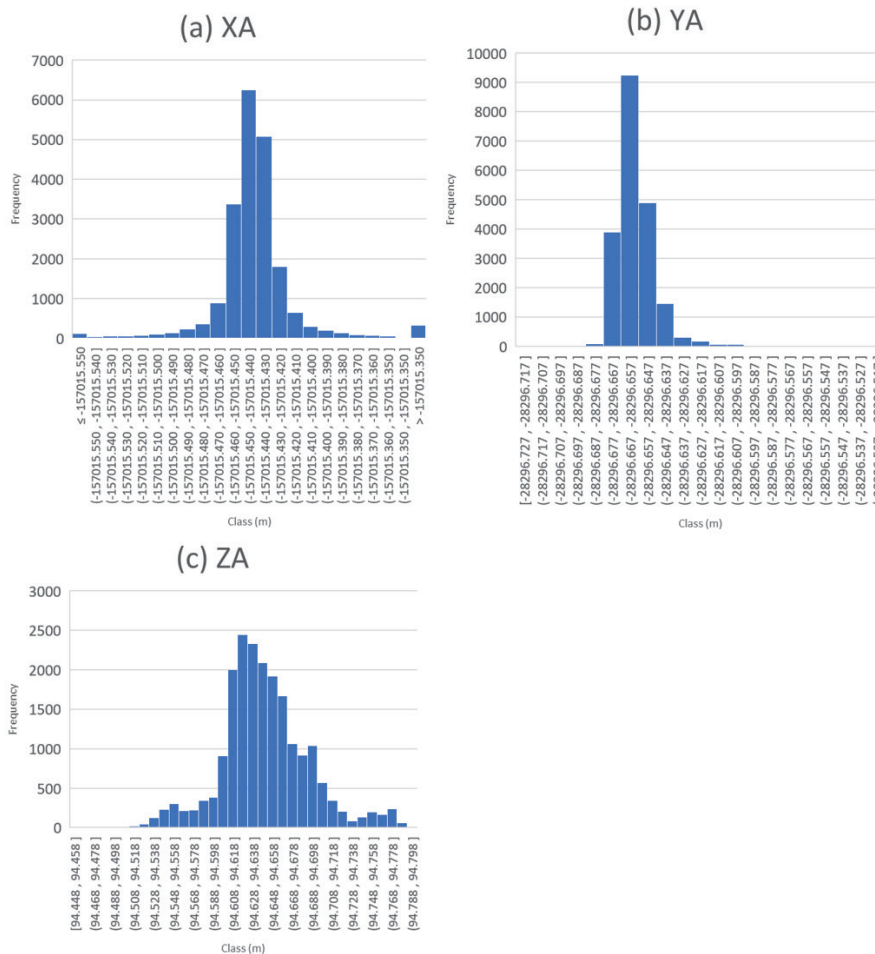 (a) XA
7000
6000
5000
4000
3000
2000
1000
0
Frequency
≤ -157015.550
(-157015.550 , -157015.540]
(-157015.540 , -157015.530]
(-157015.530 , -157015.520]
(-157015.520 , -157015.510]
(-157015.510 , -157015.500]
(-157015.500 , -157015.490]
(-157015.490 , -157015.480]
(-157015.480 , -157015.470]
(-157015.470 , -157015.460]
(-157015.460 , -157015.450]
(-157015.450 , -157015.440]
(-157015.440 , -157015.430]
(-157015.430 , -157015.420]
(-157015.420 , -157015.410]
(-157015.410 , -157015.400]
(-157015.400 , -157015.390]
(-157015.390 , -157015.380]
(-157015.380 , -157015.370]
(-157015.370 , -157015.360]
(-157015.360 , -157015.350]
(-157015.350 , -157015.350]
> -157015.350
Class (m)
(b) YA
10000
9000
8000
7000
6000
5000
4000
3000
2000
1000
0
Frequency
[-28296.727 , -28296.717]
(-28296.717 , -28296.707]
(-28296.707 , -28296.697]
(-28296.697 , -28296.687]
(-28296.687 , -28296.677]
(-28296.677 , -28296.667]
(-28296.667 , -28296.657]
(-28296.657 , -28296.647]
(-28296.647 , -28296.637]
(-28296.637 , -28296.627]
(-28296.627 , -28296.617]
(-28296.617 , -28296.607]
(-28296.607 , -28296.597]
(-28296.597 , -28296.587]
(-28296.587 , -28296.577]
(-28296.577 , -28296.567]
(-28296.567 , -28296.557]
(-28296.557 , -28296.547]
(-28296.547 , -28296.537]
(-28296.537 , -28296.527]
Class (m)
(c) ZA
3000
2500
2000
1500
1000
500
0
Frequency
[94.448 , 94.458]
(94.468 , 94.478]
(94.488 , 94.498]
(94.508 , 94.518]
(94.528 , 94.538]
(94.548 , 94.558]
(94.568 , 94.578]
(94.588 , 94.598]
(94.608 , 94.618]
(94.628 , 94.638]
(94.648 , 94.658]
(94.668 , 94.678]
(94.688 , 94.698]
(94.708 , 94.718]
(94.728 , 94.738]
(94.748 , 94.758]
(94.768 , 94.778]
(94.788 , 94.798]
Class (m)